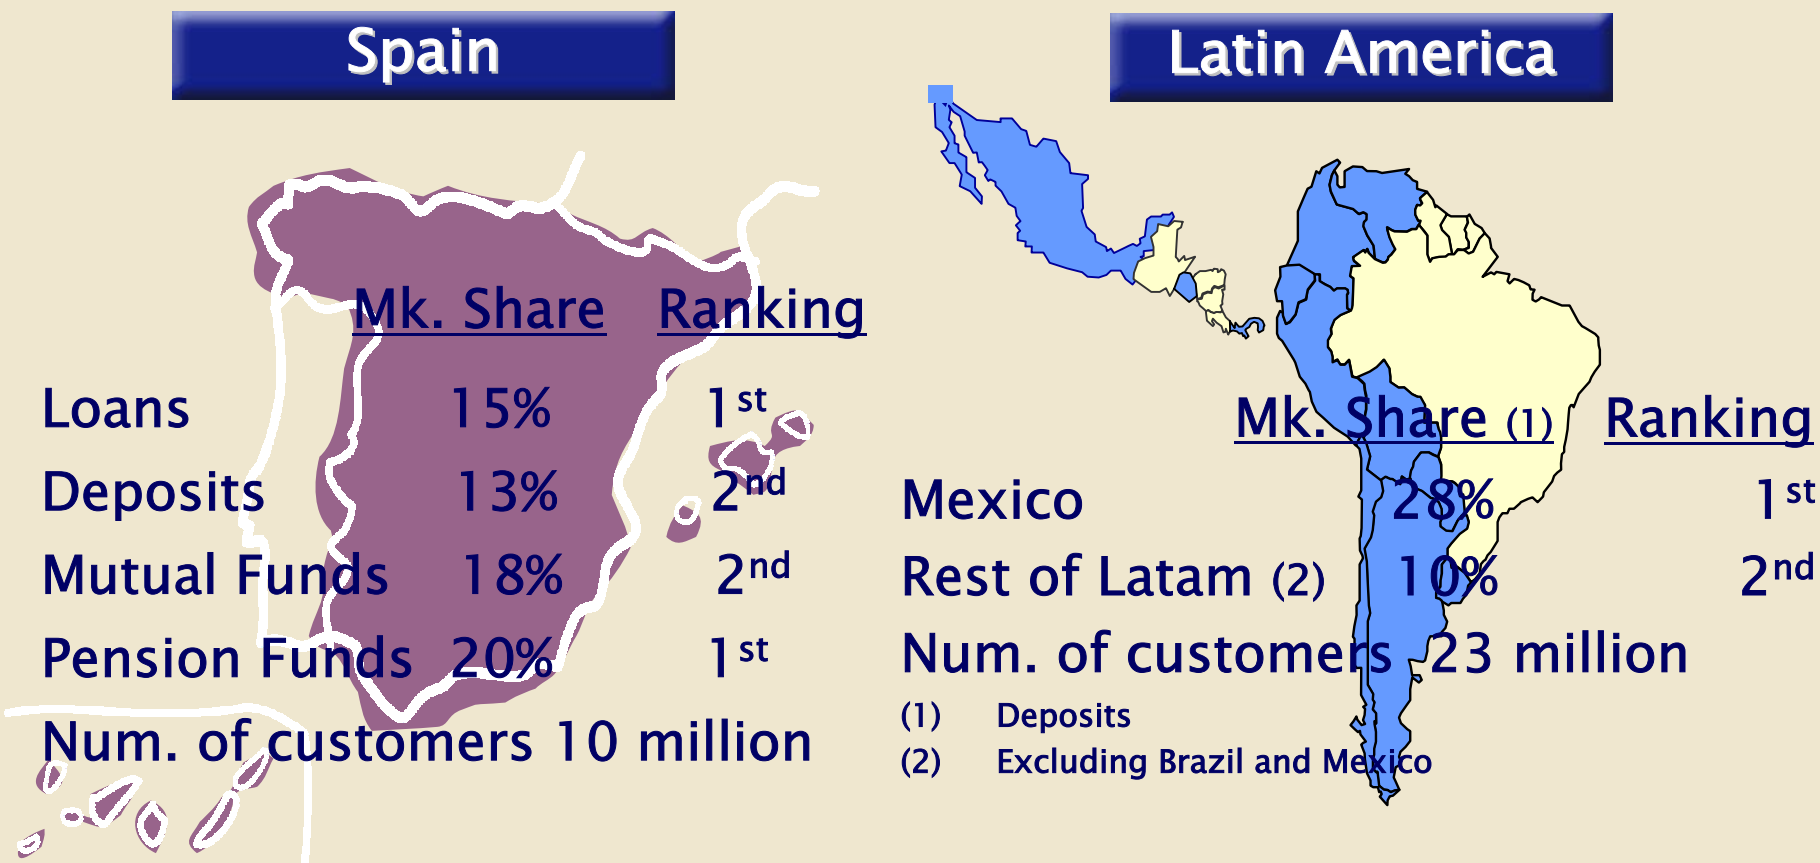 Spain
Mk. Share Ranking
Loans 15% 1st
Deposits 13% 2nd
Mutual Funds 18% 2nd
Pension Funds 20% 1st
Num. of customers 10 million
Latin America
Mk. Share (1) Ranking
Mexico 28% 1st
Rest of Latam (2) 10% 2nd
Num. of customers 23 million
(1) Deposits
(2) Excluding Brazil and Mexico